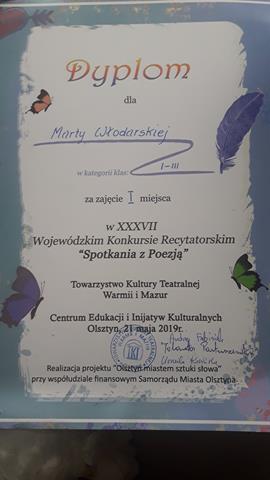 Dyplom
dla
Marty Włodarskiej
w kategorii klas: I-III
za zajęcie I miejsca
w XXXVII
Wojewódzkim Konkursie Recytatorskim
"Spotkania z Poezją"
Towarzystwo Kultury Teatralnej
Warmii i Mazur
Centrum Edukacji i Inicjatyw Kulturalnych
Olsztyn, 21 maja 2019r.
Realizacja projektu "Olsztyn miastem sztuki słowa"
przy współudziale finansowym Samorządu Miasta Olsztyna